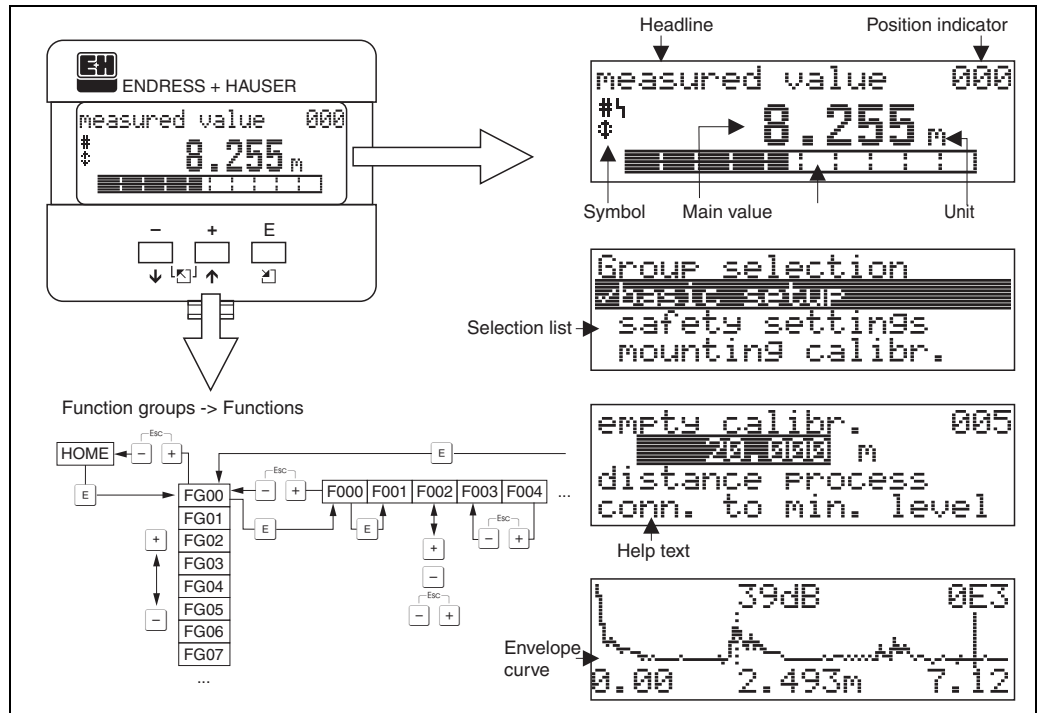 Headline
Position indicator
E+H
ENDRESS + HAUSER
measured value 000
# 
8.255 m
– + E
measured value 000
#
8.255 m
Symbol
Main value
Unit
Group selection
basic setup
safety settings
mounting calibr.
Selection list
Function groups -> Functions
HOME
Esc
– +
E
E
FG00
FG01
FG02
FG03
FG04
FG05
FG06
FG07
...
+
–
E
Esc
– +
F000 F001 F002 F003 F004 ...
E
+
–
Esc
– +
Esc
– +
empty calibr. 005
20.000 m
distance process
conn. to min. level
Help text
39dB 0E3
0.00 2.493m 7.12
Envelope
curve